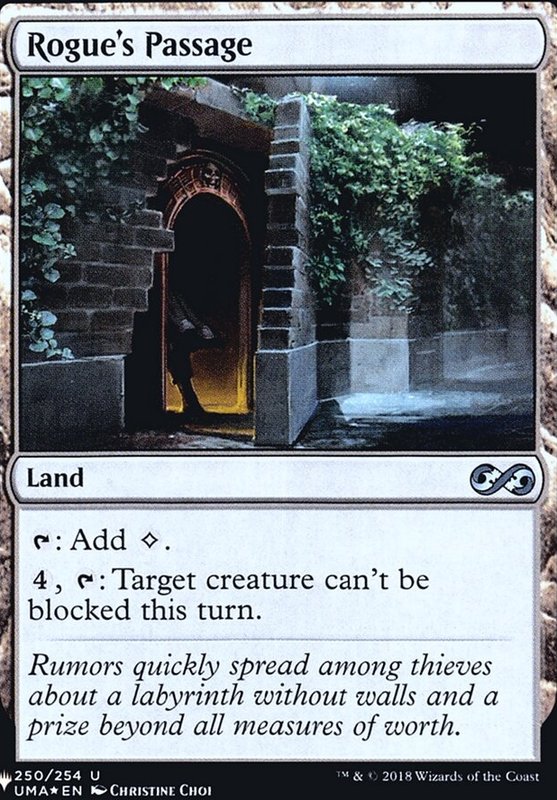 Rogue's Passage
Land
: Add .
4, : Target creature can't be
blocked this turn.
Rumors quickly spread among thieves
about a labyrinth without walls and a
prize beyond all measures of worth.
250/254 U
UMA★EN Christine Choi
™ & © 2018 Wizards of the Coast